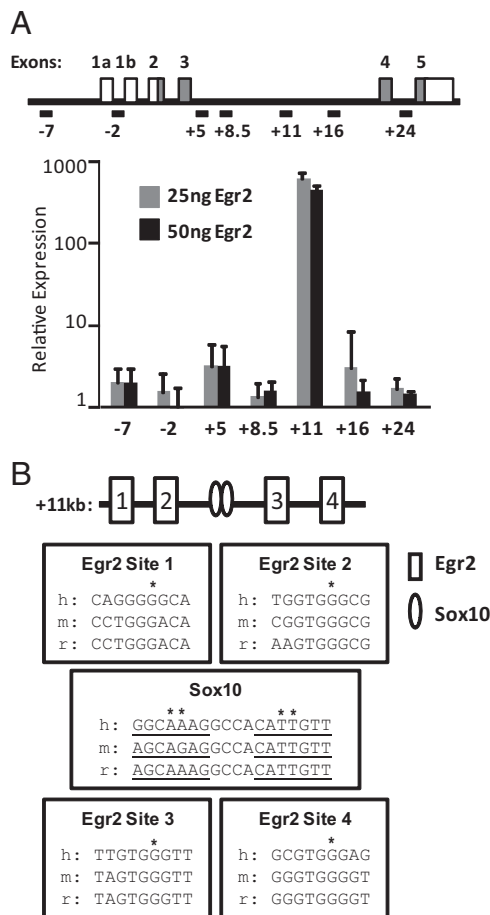 A
Exons: 1a 1b 2 3 4 5
-7 -2 +5 +8.5 +11 +16 +24
Relative Expression
1000
100
10
1
25ng Egr2
50ng Egr2
-7 -2 +5 +8.5 +11 +16 +24
B
+11kb: 1 2 3 4
Egr2
Sox10
Egr2 Site 1
*
h: CAGGGGGCA
m: CCTGGGACA
r: CCTGGGACA
Egr2 Site 2
*
h: TGGTGGGCG
m: CGGTGGGCG
r: AAGTGGGCG
Sox10
** **
h: GGCAAAGGCCACATTGTT
m: AGCAGAGGCCACATTGTT
r: AGCAAAGGCCACATTGTT
Egr2 Site 3
*
h: TTGTGGGTT
m: TAGTGGGTT
r: TAGTGGGTT
Egr2 Site 4
*
h: GCGTGGGAG
m: GGGTGGGGT
r: GGGTGGGGT